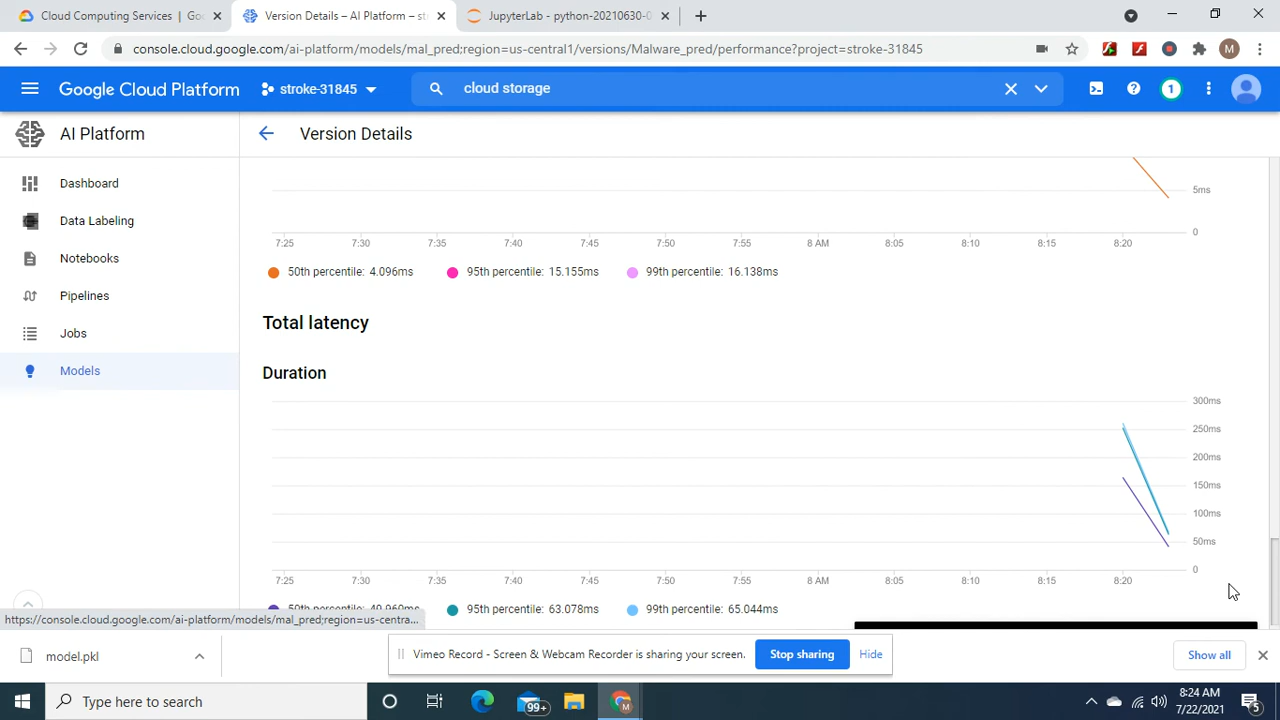 Cloud Computing Services | Goo
Version Details – AI Platform – str
JupyterLab - python-20210630-0
console.cloud.google.com/ai-platform/models/mal_pred;region=us-central1/versions/Malware_pred/performance?project=stroke-31845
M
Google Cloud Platform
stroke-31845
cloud storage
1
AI Platform
Version Details
Dashboard
Data Labeling
Notebooks
Pipelines
Jobs
Models
5ms
0
7:25 7:30 7:35 7:40 7:45 7:50 7:55 8 AM 8:05 8:10 8:15 8:20
50th percentile: 4.096ms 95th percentile: 15.155ms 99th percentile: 16.138ms
Total latency
Duration
300ms
250ms
200ms
150ms
100ms
50ms
0
7:25 7:30 7:35 7:40 7:45 7:50 7:55 8 AM 8:05 8:10 8:15 8:20
50th percentile: 40.960ms 95th percentile: 63.078ms 99th percentile: 65.044ms
https://console.cloud.google.com/ai-platform/models/mal_pred;region=us-centra...
model.pkl
Vimeo Record - Screen & Webcam Recorder is sharing your screen.
Stop sharing
Hide
Show all
Type here to search
99+
M
8:24 AM
7/22/2021
5